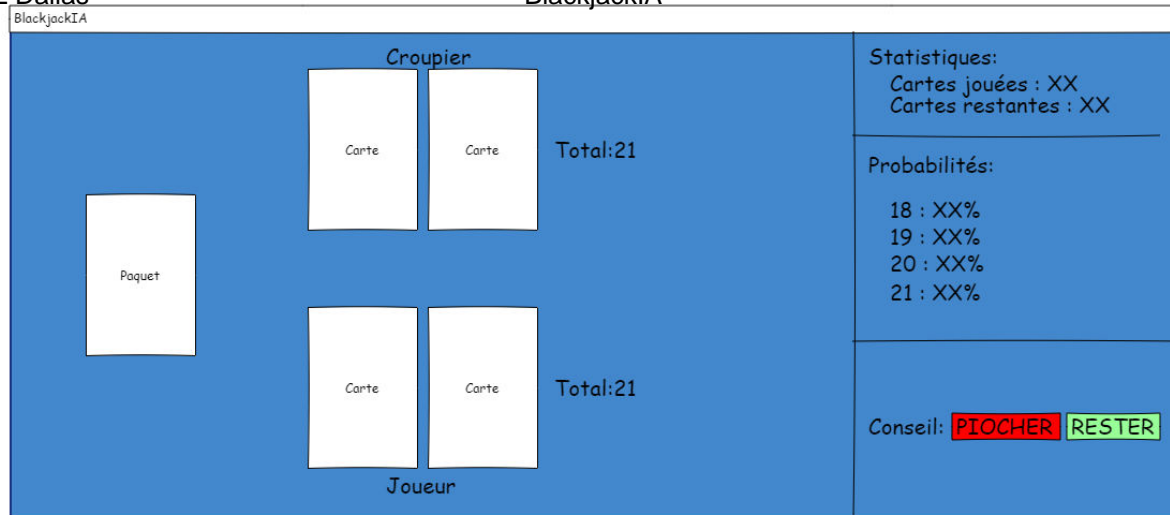 BlackjackIA
BlackjackIA
Croupier
Carte
Carte
Total:21
Paquet
Carte
Carte
Total:21
Joueur
Statistiques:
Cartes jouées : XX
Cartes restantes : XX
Probabilités:
18 : XX%
19 : XX%
20 : XX%
21 : XX%
Conseil: PIOCHER RESTER